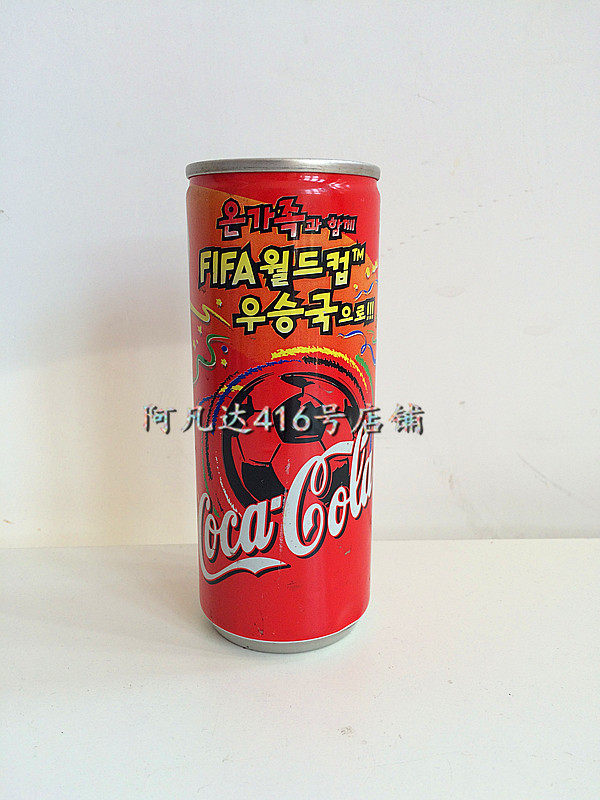 온가족과 함께
FIFA 월드컵™
우승국으로!!!
阿凡达416号店铺
Coca-Cola